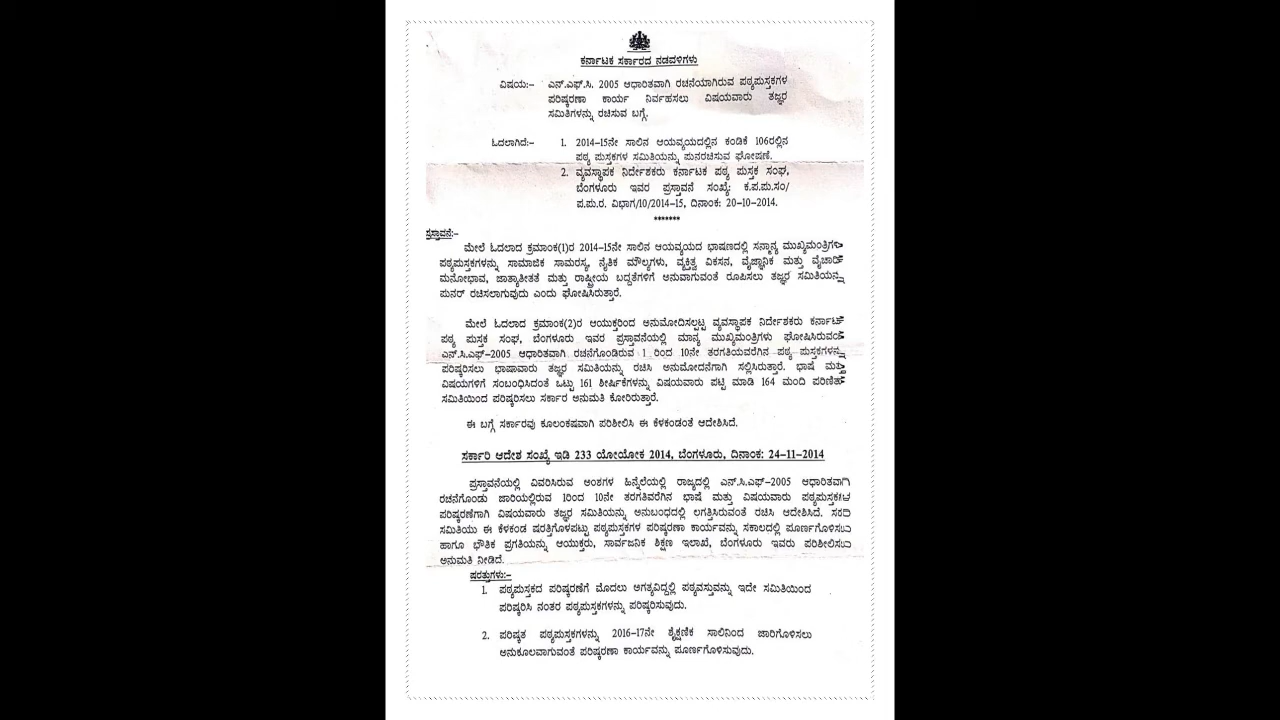 ಕರ್ನಾಟಕ ಸರ್ಕಾರದ ನಡವಳಿಗಳು
ವಿಷಯ:- ಎನ್.ಎಫ್.ಸಿ. 2005 ಆಧಾರಿತವಾಗಿ ರಚನೆಯಾಗಿರುವ ಪಠ್ಯಪುಸ್ತಕಗಳ
ಪರಿಷ್ಕರಣಾ ಕಾರ್ಯ ನಿರ್ವಹಸಲು ವಿಷಯವಾರು ತಜ್ಞರ
ಸಮಿತಿಗಳನ್ನು ರಚಿಸುವ ಬಗ್ಗೆ.
ಓದಲಾಗಿದೆ:- 1. 2014-15ನೇ ಸಾಲಿನ ಆಯವ್ಯಯದಲ್ಲಿನ ಕಂಡಿಕೆ 106ರಲ್ಲಿನ
ಪಠ್ಯ ಪುಸ್ತಕಗಳ ಸಮಿತಿಯನ್ನು ಪುನರಚಿಸುವ ಘೋಷಣೆ.
2. ವ್ಯವಸ್ಥಾಪಕ ನಿರ್ದೇಶಕರು ಕರ್ನಾಟಕ ಪಠ್ಯ ಪುಸ್ತಕ ಸಂಘ,
ಬೆಂಗಳೂರು ಇವರ ಪ್ರಸ್ತಾವನೆ ಸಂಖ್ಯೆ: ಕ.ಪ.ಪು.ಸಂ/
ಪ.ಪು.ರ. ವಿಭಾಗ/10/2014-15, ದಿನಾಂಕ: 20-10-2014.
*******
ಪ್ರಸ್ತಾವನೆ:-
ಮೇಲೆ ಓದಲಾದ ಕ್ರಮಾಂಕ(1)ರ 2014-15ನೇ ಸಾಲಿನ ಆಯವ್ಯಯದ ಭಾಷಣದಲ್ಲಿ ಸನ್ಮಾನ್ಯ ಮುಖ್ಯಮಂತ್ರಿಗಳು
ಪಠ್ಯಪುಸ್ತಕಗಳನ್ನು ಸಾಮಾಜಿಕ ಸಾಮರಸ್ಯ, ನೈತಿಕ ಮೌಲ್ಯಗಳು, ವ್ಯಕ್ತಿತ್ವ ವಿಕಸನ, ವೈಜ್ಞಾನಿಕ ಮತ್ತು ವೈಚಾರಿಕ
ಮನೋಭಾವ, ಜಾತ್ಯಾತೀತತೆ ಮತ್ತು ರಾಷ್ಟ್ರೀಯ ಬದ್ಧತೆಗಳಿಗೆ ಅನುವಾಗುವಂತೆ ರೂಪಿಸಲು ತಜ್ಞರ ಸಮಿತಿಯನ್ನು
ಪುನರ್ ರಚಿಸಲಾಗುವುದು ಎಂದು ಘೋಷಿಸಿರುತ್ತಾರೆ.
ಮೇಲೆ ಓದಲಾದ ಕ್ರಮಾಂಕ(2)ರ ಆಯುಕ್ತರಿಂದ ಅನುಮೋದಿಸಲ್ಪಟ್ಟ ವ್ಯವಸ್ಥಾಪಕ ನಿರ್ದೇಶಕರು ಕರ್ನಾಟಕ
ಪಠ್ಯ ಪುಸ್ತಕ ಸಂಘ, ಬೆಂಗಳೂರು ಇವರ ಪ್ರಸ್ತಾವನೆಯಲ್ಲಿ ಮಾನ್ಯ ಮುಖ್ಯಮಂತ್ರಿಗಳು ಘೋಷಿಸಿರುವಂತೆ
ಎನ್.ಸಿ.ಎಫ್-2005 ಆಧಾರಿತವಾಗಿ ರಚನೆಗೊಂಡಿರುವ 1 ರಿಂದ 10ನೇ ತರಗತಿಯವರೆಗಿನ ಪಠ್ಯ ಪುಸ್ತಕಗಳನ್ನು
ಪರಿಷ್ಕರಿಸಲು ಭಾಷಾವಾರು ತಜ್ಞರ ಸಮಿತಿಯನ್ನು ರಚಿಸಿ ಅನುಮೋದನೆಗಾಗಿ ಸಲ್ಲಿಸಿರುತ್ತಾರೆ. ಭಾಷೆ ಮತ್ತು
ವಿಷಯಗಳಿಗೆ ಸಂಬಂಧಿಸಿದಂತೆ ಒಟ್ಟು 161 ಶೀರ್ಷಿಕೆಗಳನ್ನು ವಿಷಯವಾರು ಪಟ್ಟಿ ಮಾಡಿ 164 ಮಂದಿ ಪರಿಣಿತ
ಸಮಿತಿಯಿಂದ ಪರಿಷ್ಕರಿಸಲು ಸರ್ಕಾರ ಅನುಮತಿ ಕೋರಿರುತ್ತಾರೆ.
ಈ ಬಗ್ಗೆ ಸರ್ಕಾರವು ಕೂಲಂಕಷವಾಗಿ ಪರಿಶೀಲಿಸಿ ಈ ಕೆಳಕಂಡಂತೆ ಆದೇಶಿಸಿದೆ.
ಸರ್ಕಾರಿ ಆದೇಶ ಸಂಖ್ಯೆ ಇಡಿ 233 ಯೋಯೋಕ 2014, ಬೆಂಗಳೂರು, ದಿನಾಂಕ: 24-11-2014
ಪ್ರಸ್ತಾವನೆಯಲ್ಲಿ ವಿವರಿಸಿರುವ ಅಂಶಗಳ ಹಿನ್ನೆಲೆಯಲ್ಲಿ ರಾಜ್ಯದಲ್ಲಿ ಎನ್.ಸಿ.ಎಫ್-2005 ಆಧಾರಿತವಾಗಿ
ರಚನೆಗೊಂಡು ಜಾರಿಯಲ್ಲಿರುವ 1ರಿಂದ 10ನೇ ತರಗತಿವರೆಗಿನ ಭಾಷೆ ಮತ್ತು ವಿಷಯವಾರು ಪಠ್ಯಪುಸ್ತಕಗಳ
ಪರಿಷ್ಕರಣೆಗಾಗಿ ವಿಷಯವಾರು ತಜ್ಞರ ಸಮಿತಿಯನ್ನು ಅನುಬಂಧದಲ್ಲಿ ಲಗತ್ತಿಸಿರುವಂತೆ ರಚಿಸಿ ಆದೇಶಿಸಿದೆ. ಸದರಿ
ಸಮಿತಿಯು ಈ ಕೆಳಕಂಡ ಷರತ್ತಿಗೊಳಪಟ್ಟು ಪಠ್ಯಪುಸ್ತಕಗಳ ಪರಿಷ್ಕರಣಾ ಕಾರ್ಯವನ್ನು ಸಕಾಲದಲ್ಲಿ ಪೂರ್ಣಗೊಳಿಸಲು
ಹಾಗೂ ಭೌತಿಕ ಪ್ರಗತಿಯನ್ನು ಆಯುಕ್ತರು, ಸಾರ್ವಜನಿಕ ಶಿಕ್ಷಣ ಇಲಾಖೆ, ಬೆಂಗಳೂರು ಇವರು ಪರಿಶೀಲಿಸಲು
ಅನುಮತಿ ನೀಡಿದೆ.
ಷರತ್ತುಗಳು:-
1. ಪಠ್ಯಪುಸ್ತಕದ ಪರಿಷ್ಕರಣೆಗೆ ಮೊದಲು ಅಗತ್ಯವಿದ್ದಲ್ಲಿ ಪಠ್ಯವಸ್ತುವನ್ನು ಇದೇ ಸಮಿತಿಯಿಂದ
ಪರಿಷ್ಕರಿಸಿ ನಂತರ ಪಠ್ಯಪುಸ್ತಕಗಳನ್ನು ಪರಿಷ್ಕರಿಸುವುದು.
2. ಪರಿಷ್ಕೃತ ಪಠ್ಯಪುಸ್ತಕಗಳನ್ನು 2016-17ನೇ ಶೈಕ್ಷಣಿಕ ಸಾಲಿನಿಂದ ಜಾರಿಗೊಳಿಸಲು
ಅನುಕೂಲವಾಗುವಂತೆ ಪರಿಷ್ಕರಣಾ ಕಾರ್ಯವನ್ನು ಪೂರ್ಣಗೊಳಿಸುವುದು.